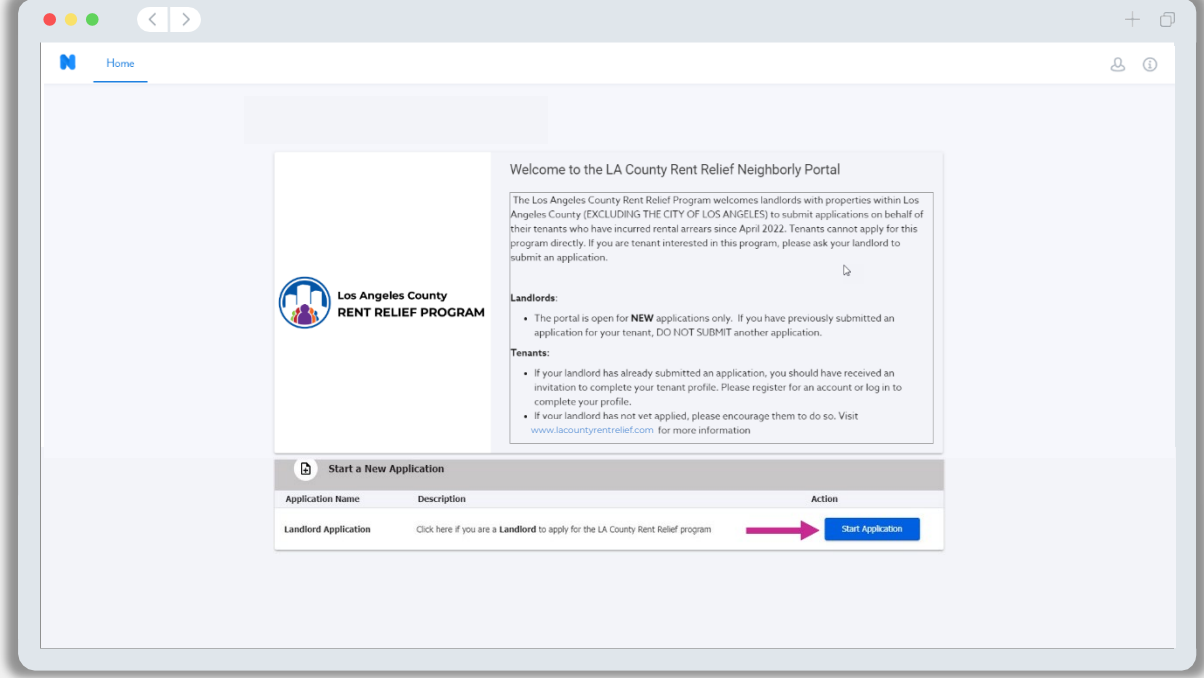 Home
Welcome to the LA County Rent Relief Neighborly Portal
The Los Angeles County Rent Relief Program welcomes landlords with properties within Los
Angeles County (EXCLUDING THE CITY OF LOS ANGELES) to submit applications on behalf of
their tenants who have incurred rental arrears since April 2022. Tenants cannot apply for this
program directly. If you are tenant interested in this program, please ask your landlord to
submit an application.
Los Angeles County
RENT RELIEF PROGRAM
Landlords:
• The portal is open for NEW applications only. If you have previously submitted an
application for your tenant, DO NOT SUBMIT another application.
Tenants:
• If your landlord has already submitted an application, you should have received an
invitation to complete your tenant profile. Please register for an account or log in to
complete your profile.
• If your landlord has not yet applied, please encourage them to do so. Visit
www.lacountyrentrelief.com for more information
Start a New Application
Application Name Description Action
Landlord Application Click here if you are a Landlord to apply for the LA County Rent Relief program Start Application